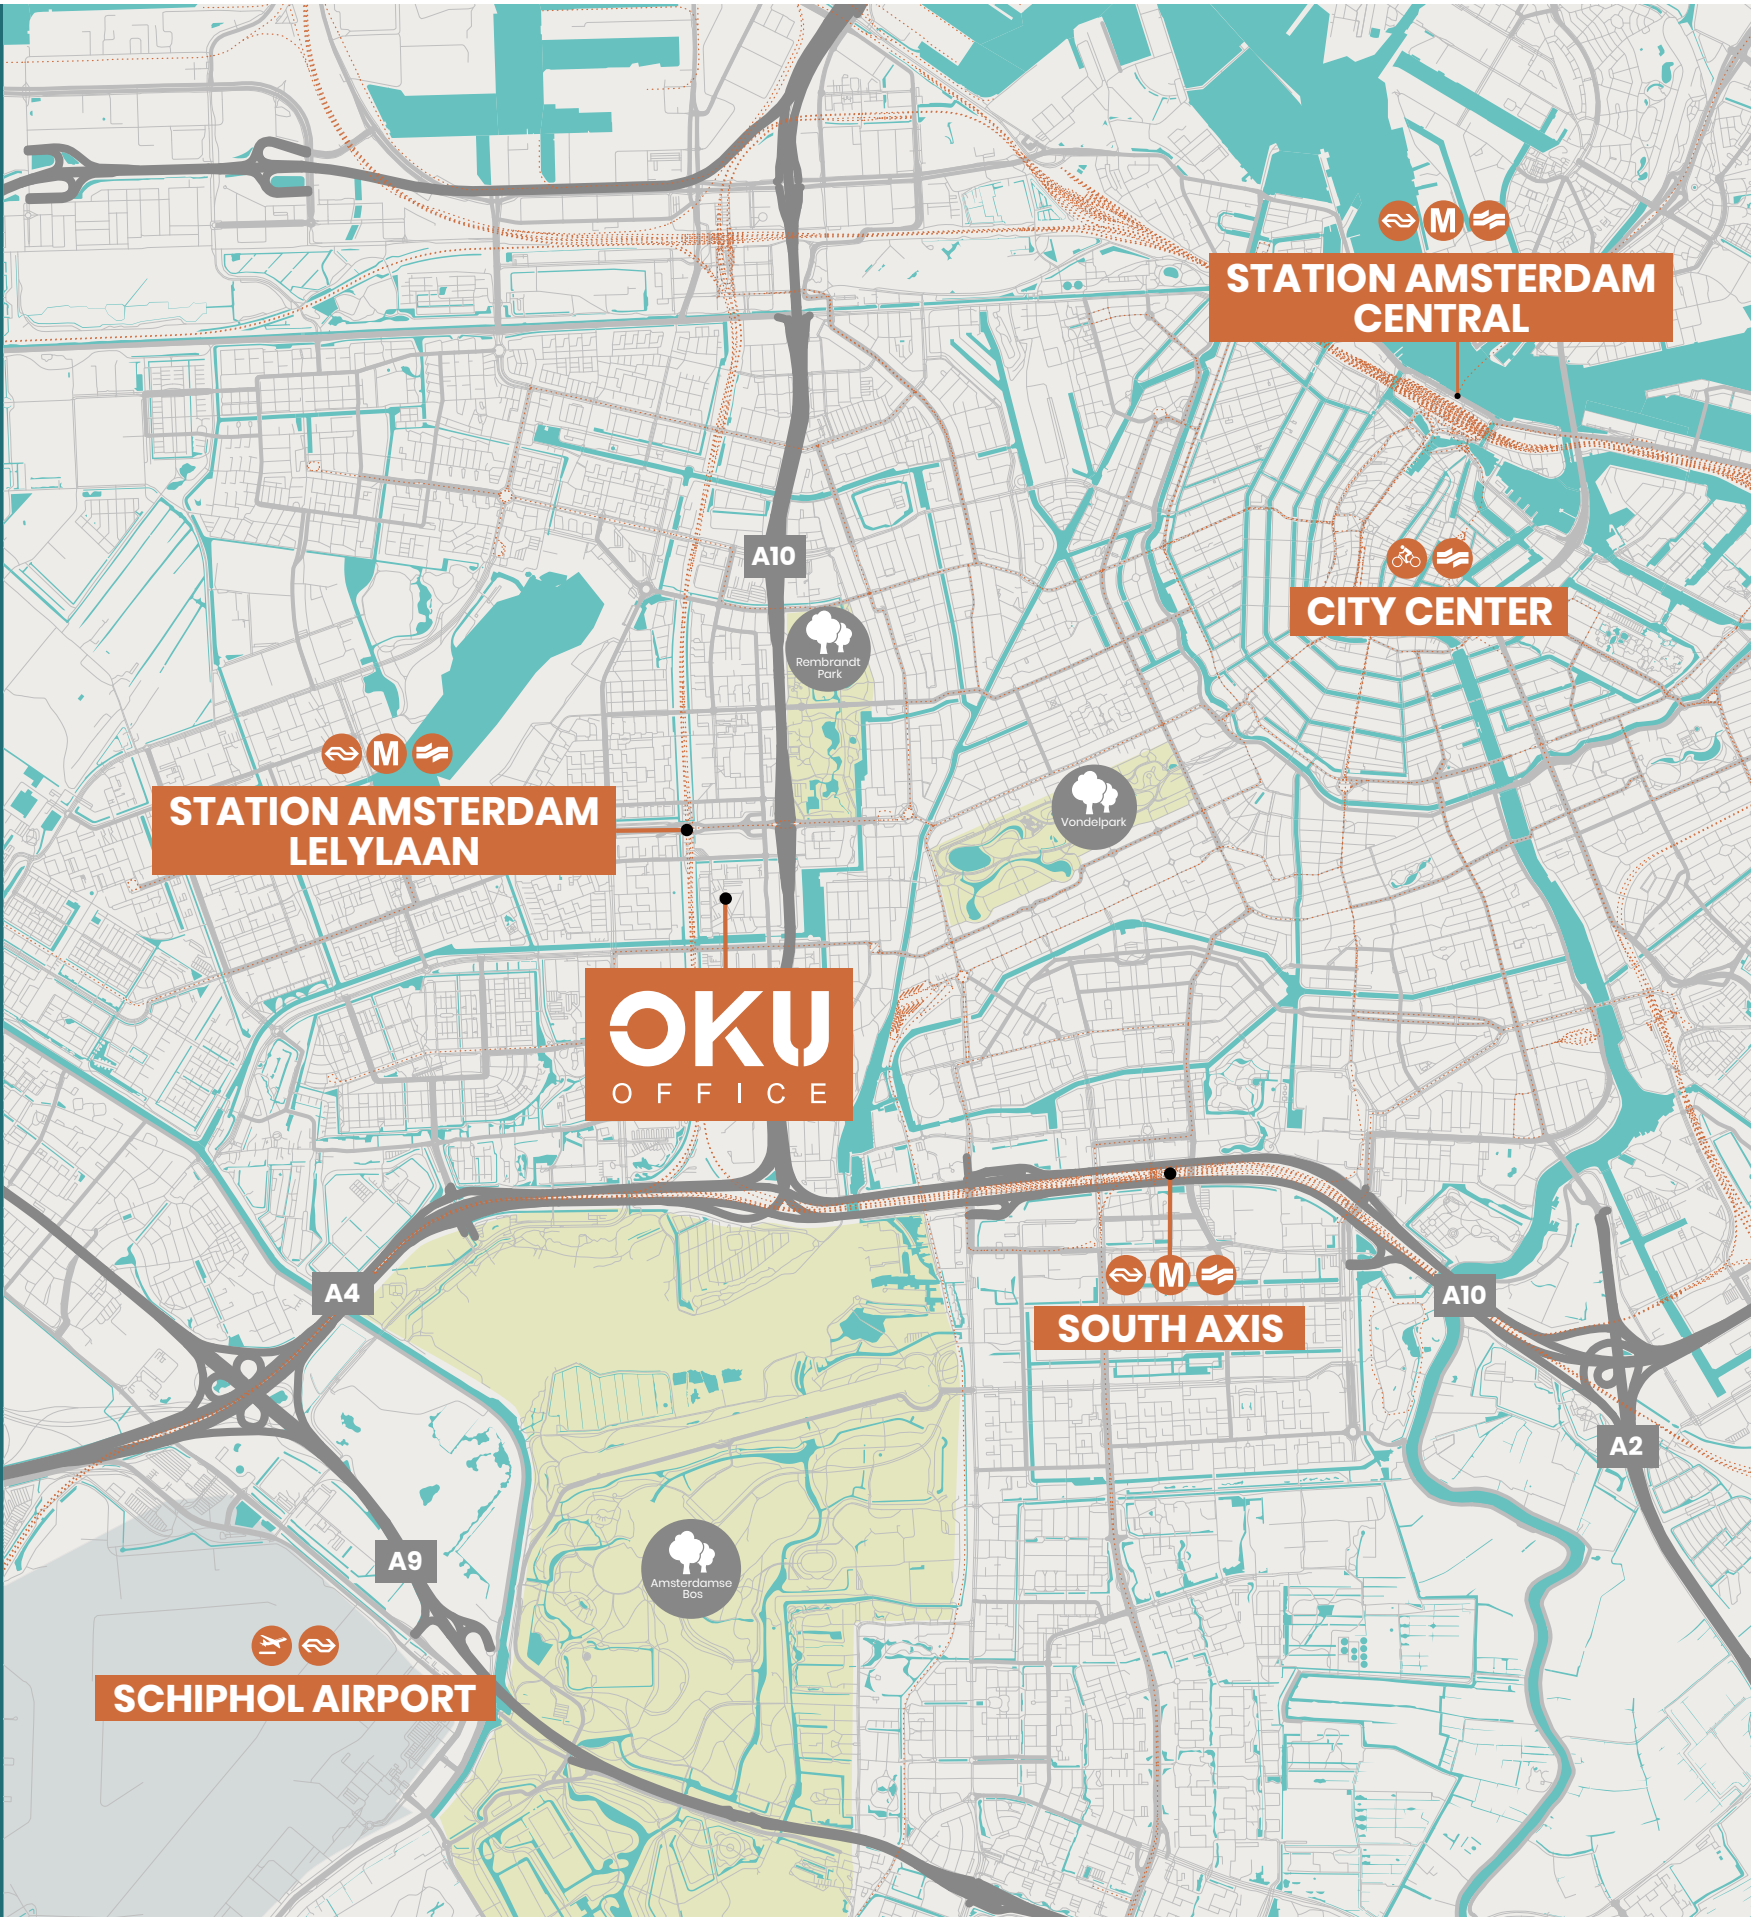 M
STATION AMSTERDAM
CENTRAL
A10
CITY CENTER
Rembrandt
Park
M
STATION AMSTERDAM
LELYLAAN
Vondelpark
OKU
OFFICE
A4
M
A10
SOUTH AXIS
A2
A9
Amsterdamse
Bos
SCHIPHOL AIRPORT